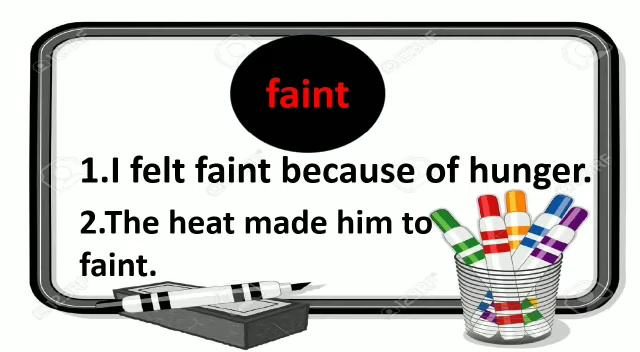 faint
1.I felt faint because of hunger.
2.The heat made him to
faint.